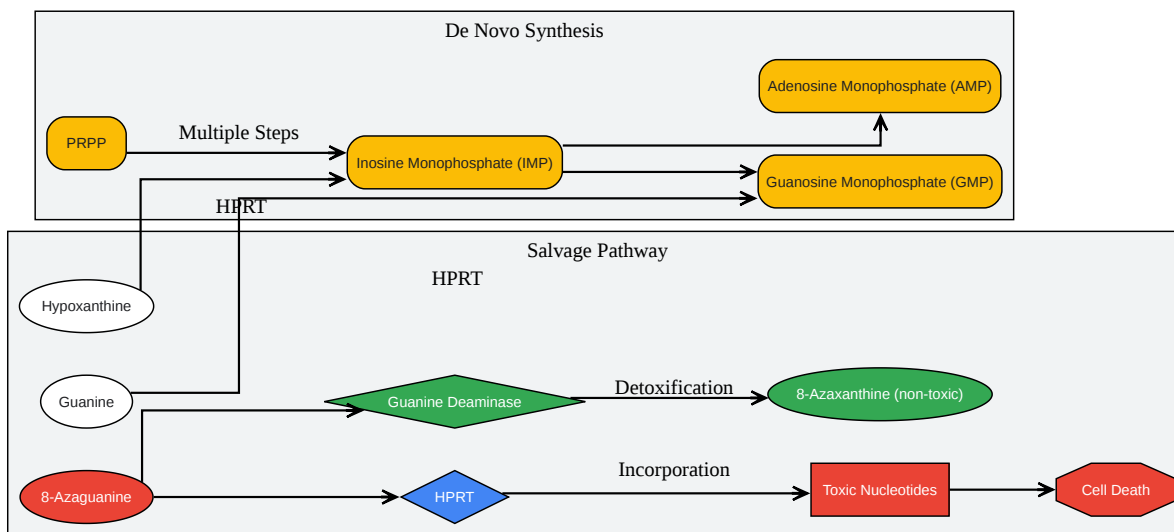 De Novo Synthesis
Adenosine Monophosphate (AMP)
PRPP
Multiple Steps
Inosine Monophosphate (IMP)
Guanosine Monophosphate (GMP)
HPRT
Salvage Pathway
HPRT
Hypoxanthine
Guanine
Guanine Deaminase
Detoxification
8-Azaxanthine (non-toxic)
8-Azaguanine
HPRT
Incorporation
Toxic Nucleotides
Cell Death